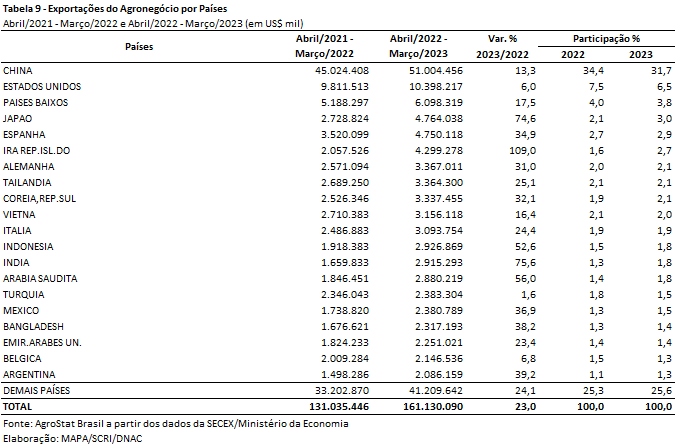 Tabela 9 - Exportações do Agronegócio por Países
Abril/2021 - Março/2022 e Abril/2022 - Março/2023 (em US$ mil)
Países Abril/2021 - Março/2022 Abril/2022 - Março/2023 Var. % 2023/2022 Participação % 2022 2023
CHINA 45.024.408 51.004.456 13,3 34,4 31,7
ESTADOS UNIDOS 9.811.513 10.398.217 6,0 7,5 6,5
PAISES BAIXOS 5.188.297 6.098.319 17,5 4,0 3,8
JAPAO 2.728.824 4.764.038 74,6 2,1 3,0
ESPANHA 3.520.099 4.750.118 34,9 2,7 2,9
IRA REP.ISL.DO 2.057.526 4.299.278 109,0 1,6 2,7
ALEMANHA 2.571.094 3.367.011 31,0 2,0 2,1
TAILANDIA 2.689.250 3.364.300 25,1 2,1 2,1
COREIA,REP.SUL 2.526.346 3.337.455 32,1 1,9 2,1
VIETNA 2.710.383 3.156.118 16,4 2,1 2,0
ITALIA 2.486.883 3.093.754 24,4 1,9 1,9
INDONESIA 1.918.383 2.926.869 52,6 1,5 1,8
INDIA 1.659.833 2.915.293 75,6 1,3 1,8
ARABIA SAUDITA 1.846.451 2.880.219 56,0 1,4 1,8
TURQUIA 2.346.043 2.383.304 1,6 1,8 1,5
MEXICO 1.738.820 2.380.789 36,9 1,3 1,5
BANGLADESH 1.676.621 2.317.193 38,2 1,3 1,4
EMIR.ARABES UN. 1.824.233 2.251.021 23,4 1,4 1,4
BELGICA 2.009.284 2.146.536 6,8 1,5 1,3
ARGENTINA 1.498.286 2.086.159 39,2 1,1 1,3
DEMAIS PAÍSES 33.202.870 41.209.642 24,1 25,3 25,6
TOTAL 131.035.446 161.130.090 23,0 100,0 100,0
Fonte: AgroStat Brasil a partir dos dados da SECEX/Ministério da Economia
Elaboração: MAPA/SCRI/DNAC